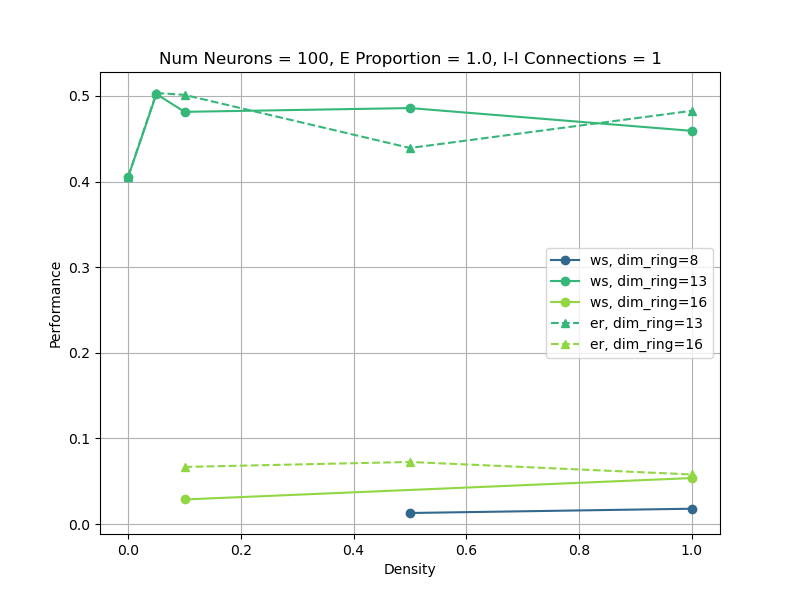 Num Neurons = 100, E Proportion = 1.0, I-I Connections = 1
0.5
0.4
0.3
0.2
0.1
0.0
Performance
ws, dim_ring=8
ws, dim_ring=13
ws, dim_ring=16
er, dim_ring=13
er, dim_ring=16
0.0 0.2 0.4 0.6 0.8 1.0
Density